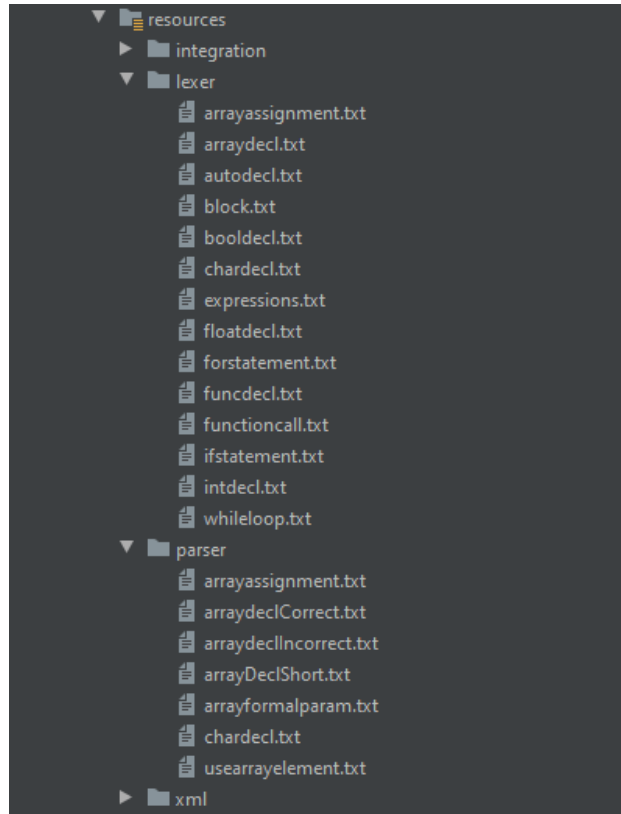 resources
integration
lexer
arrayassignment.txt
arraydecl.txt
autodecl.txt
block.txt
booldecl.txt
chardecl.txt
expressions.txt
floatdecl.txt
forstatement.txt
funcdecl.txt
functioncall.txt
ifstatement.txt
intdecl.txt
whileloop.txt
parser
arrayassignment.txt
arraydeclCorrect.txt
arraydeclIncorrect.txt
arrayDeclShort.txt
arrayformalparam.txt
chardecl.txt
usearrayelement.txt
xml